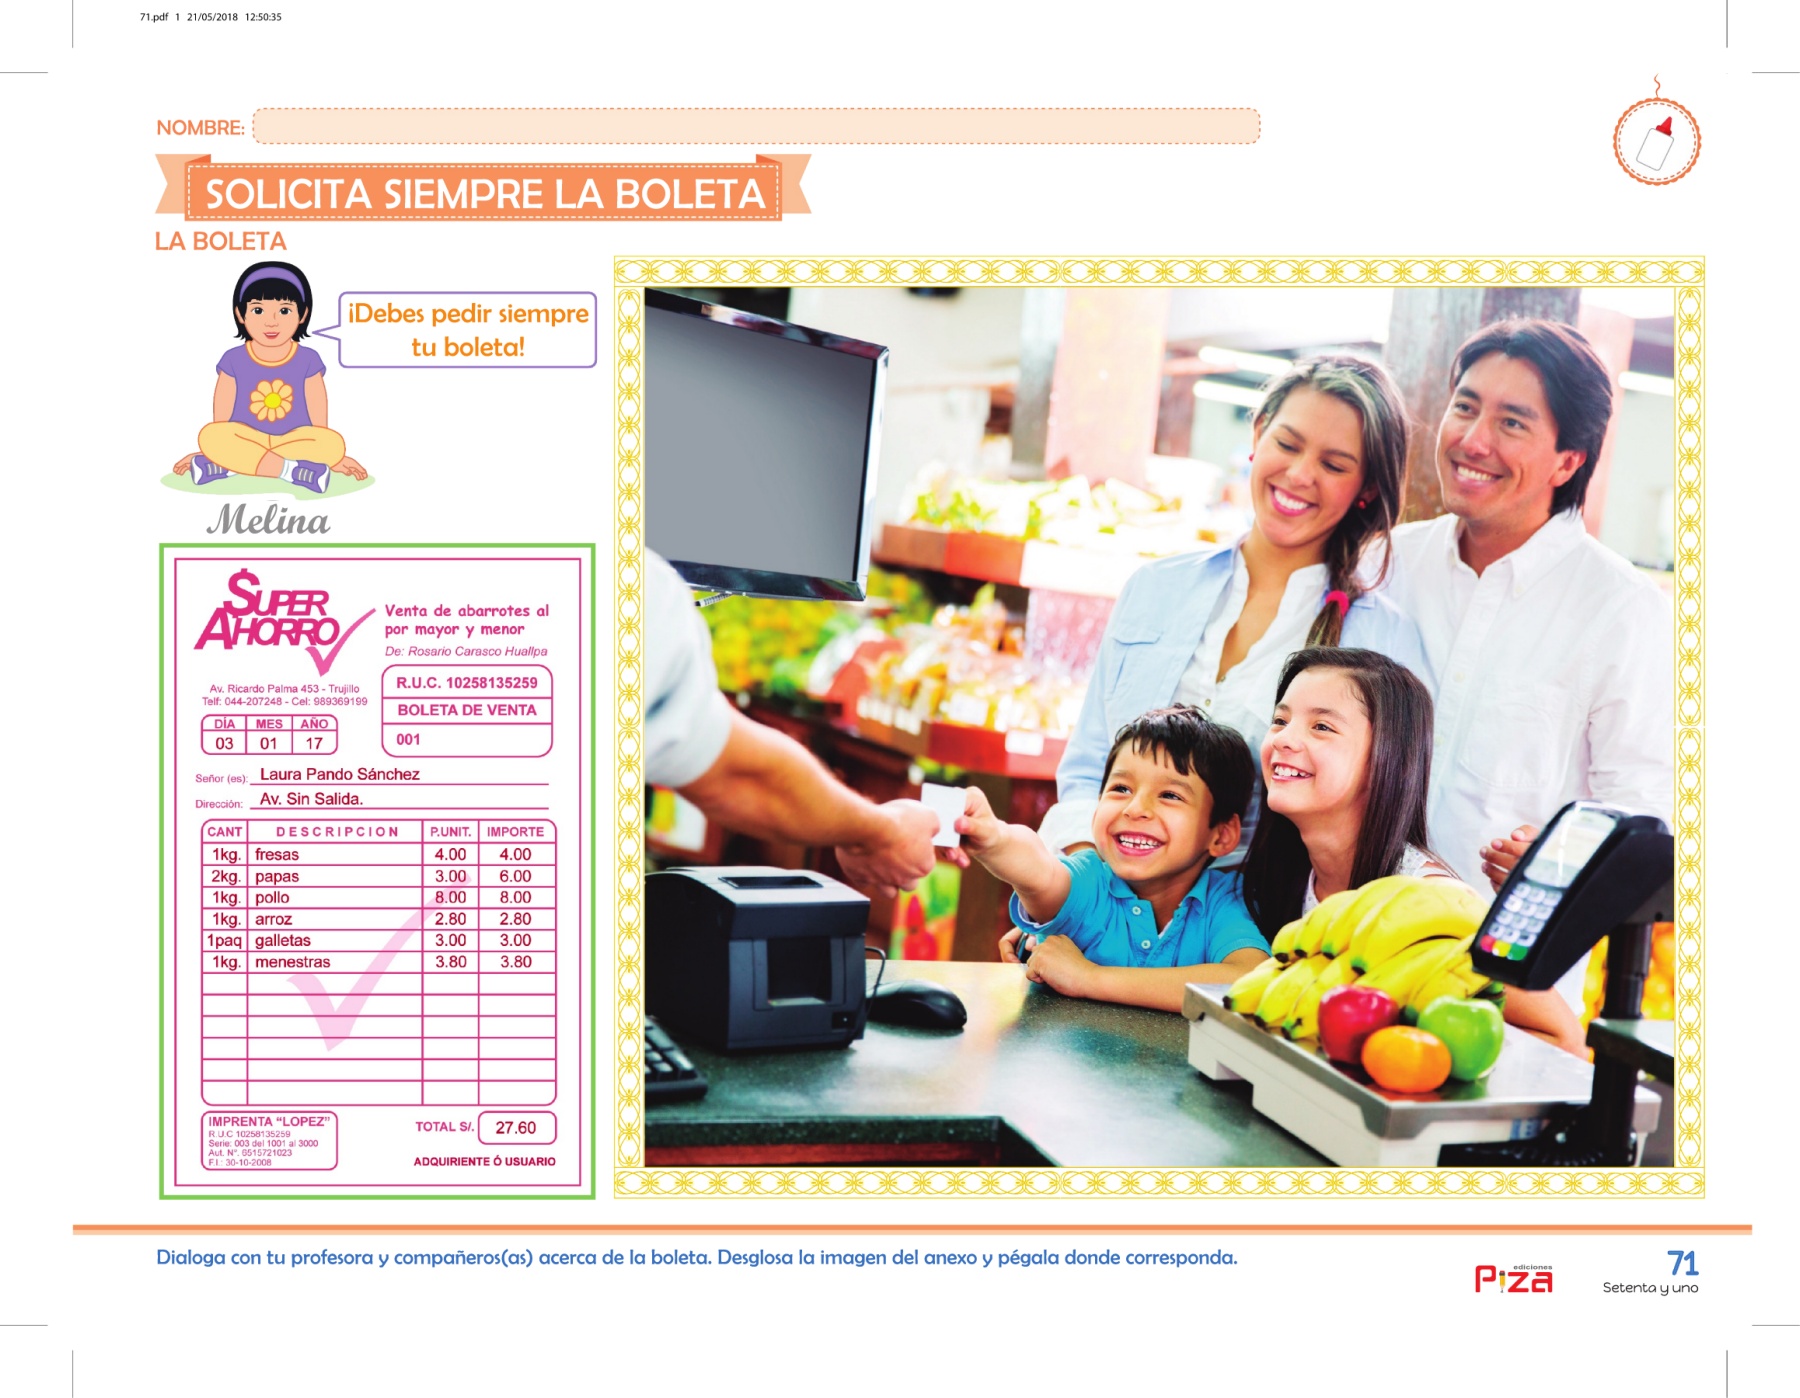 71.pdf 1 21/05/2018 12:50:35
NOMBRE:
SOLICITA SIEMPRE LA BOLETA
LA BOLETA
¡Debes pedir siempre
tu boleta!
Melina
SUPER
AHORRO
Venta de abarrotes al
por mayor y menor
De: Rosario Carasco Huallpa
Av. Ricardo Palma 453 - Trujillo
Telf: 044-207248 - Cel: 989369199
R.U.C. 10258135259
BOLETA DE VENTA
001
DÍA MES AÑO
03 01 17
Señor (es): Laura Pando Sánchez
Dirección: Av. Sin Salida.
CANT DESCRIPCION P.UNIT. IMPORTE
1kg. fresas 4.00 4.00
2kg. papas 3.00 6.00
1kg. pollo 8.00 8.00
1kg. arroz 2.80 2.80
1paq galletas 3.00 3.00
1kg. menestras 3.80 3.80
IMPRENTA “LOPEZ”
R.U.C 10258135259
Serie: 003 del 1001 al 3000
Aut. N°. 6515721023
F.I.: 30-10-2008
TOTAL S/. 27.60
ADQUIRIENTE Ó USUARIO
Dialoga con tu profesora y compañeros(as) acerca de la boleta. Desglosa la imagen del anexo y pégala donde corresponda.
ediciones
Piza
71
Setenta y uno